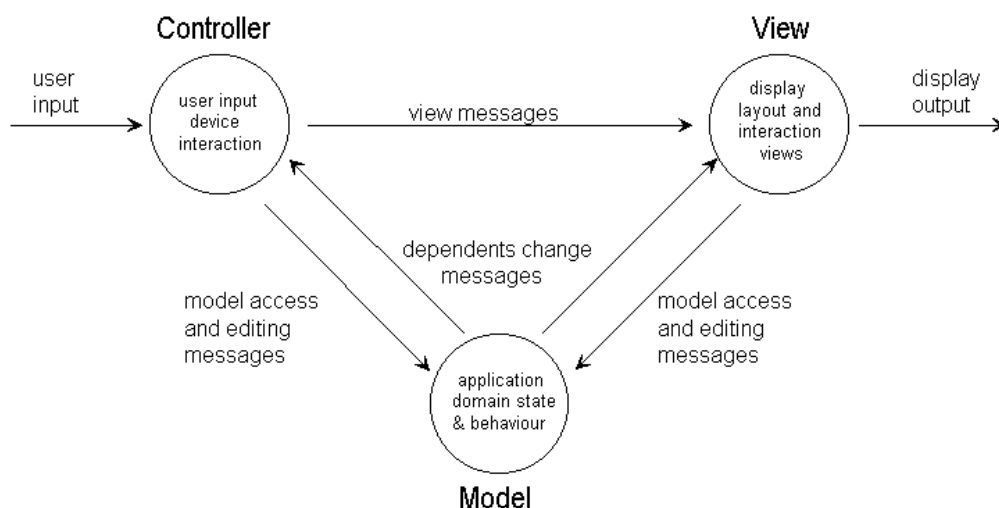 Controller
View
user
input
user input
device
interaction
view messages
display
layout and
interaction
views
display
output
dependents change
messages
model access
and editing
messages
model access
and editing
messages
application
domain state
& behaviour
Model